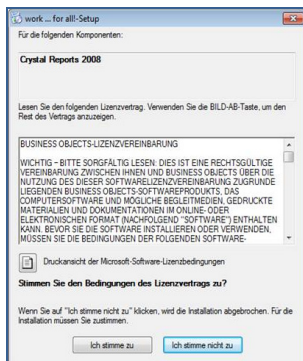 work ... for all!-Setup
Für die folgenden Komponenten:
Crystal Reports 2008
Lesen Sie den folgenden Lizenzvertrag. Verwenden Sie die BILD-AB-Taste, um den
Rest des Vertrags anzuzeigen.
BUSINESS OBJECTS-LIZENZVEREINBARUNG
WICHTIG – BITTE SORGFÄLTIG LESEN: DIES IST EINE RECHTSGÜLTIGE
VEREINBARUNG ZWISCHEN IHNEN UND BUSINESS OBJECTS ÜBER DIE
NUTZUNG DES DIESER SOFTWARELIZENZVEREINBARUNG ZUGRUNDE
LIEGENDEN BUSINESS OBJECTS-SOFTWAREPRODUKTS, DAS
COMPUTERSOFTWARE UND MÖGLICHE BEGLEITMEDIEN, GEDRUCKTE
MATERIALIEN UND DOKUMENTATIONEN IM ONLINE- ODER
ELEKTRONISCHEN FORMAT (NACHFOLGEND "SOFTWARE") ENTHALTEN
KANN. BEVOR SIE DIE SOFTWARE INSTALLIEREN ODER VERWENDEN,
MÜSSEN SIE DIE BEDINGUNGEN DER FOLGENDEN SOFTWARE-
Druckansicht der Microsoft-Software-Lizenzbedingungen
Stimmen Sie den Bedingungen des Lizenzvertrags zu?
Wenn Sie auf "Ich stimme nicht zu" klicken, wird die Installation abgebrochen. Für die
Installation müssen Sie zustimmen.
Ich stimme zu
Ich stimme nicht zu